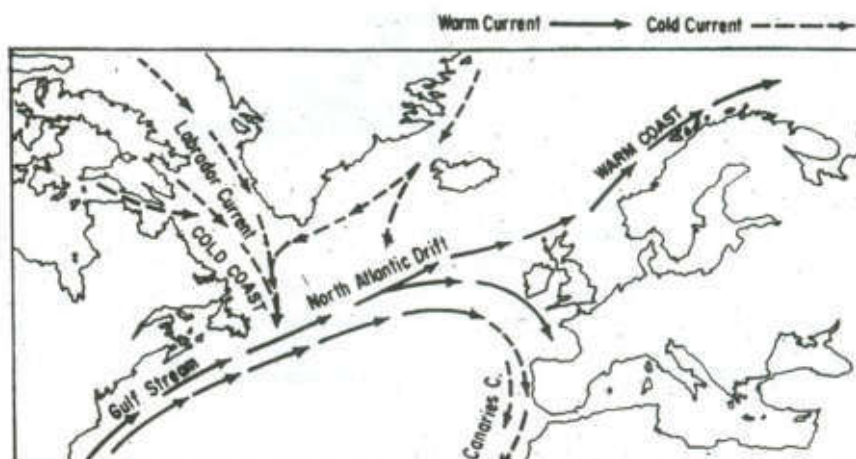 Warm Current Cold Current
WARM COAST
Labrador Current
COLD COAST
North Atlantic Drift
Gulf Stream
Canaries C.